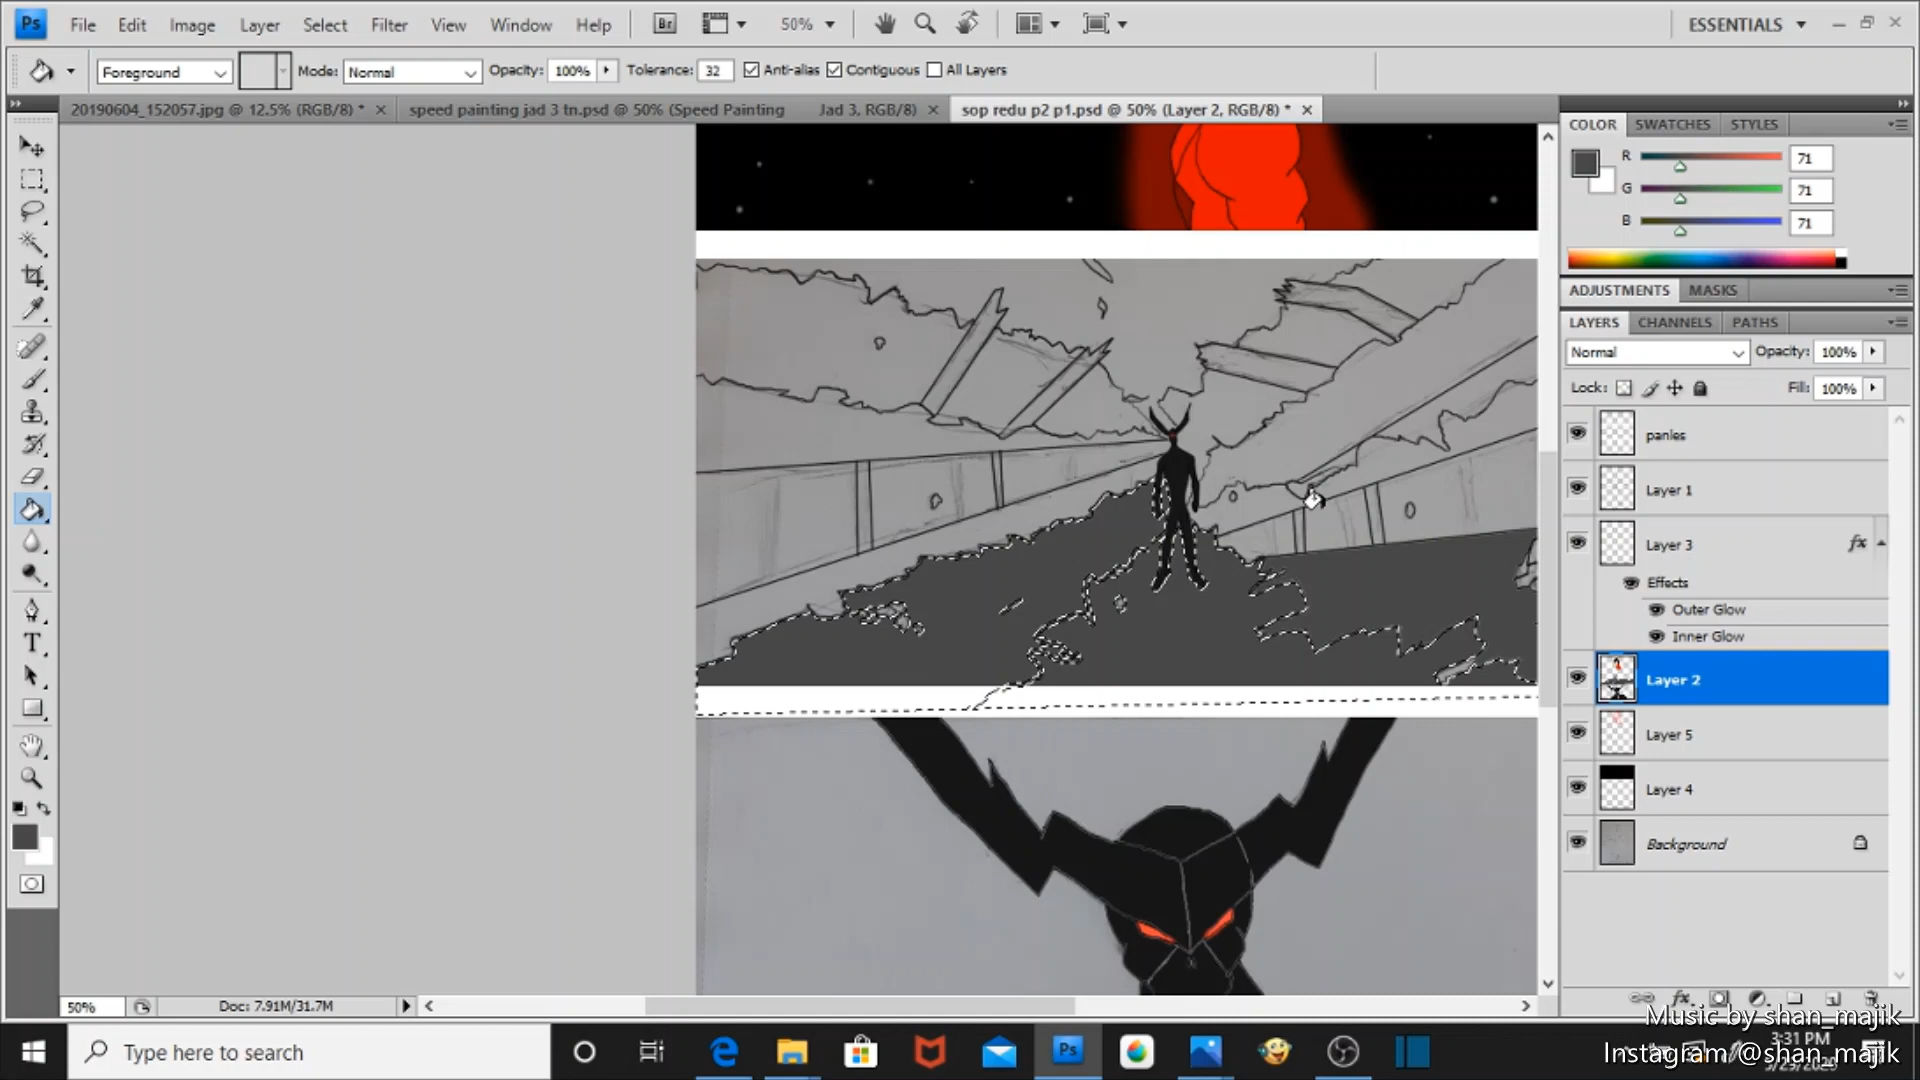 Ps File Edit Image Layer Select Filter Analysis View Window Help Br 50% ESSENTIALS
Foreground Mode: Normal Opacity: 100% Tolerance: 32 Anti-alias Contiguous All Layers
20190604_152057.jpg @ 12.5% (RGB/8) * × speed painting jad 3 tn.psd @ 50% (Speed Painting Jad 3, RGB/8) × sop redu p2 p1.psd @ 50% (Layer 2, RGB/8) * ×
COLOR SWATCHES STYLES
R 71
G 71
B 71
ADJUSTMENTS MASKS
LAYERS CHANNELS PATHS
Normal Opacity: 100%
Lock: Fill: 100%
panles
Layer 1
Layer 3 fx
Effects
Outer Glow
Inner Glow
Layer 2
Layer 5
Layer 4
Background
T
50% Doc: 7.91M/31.7M
Type here to search
Ps
Music by shan_majik
3:31 PM
Instagram @shan_majik